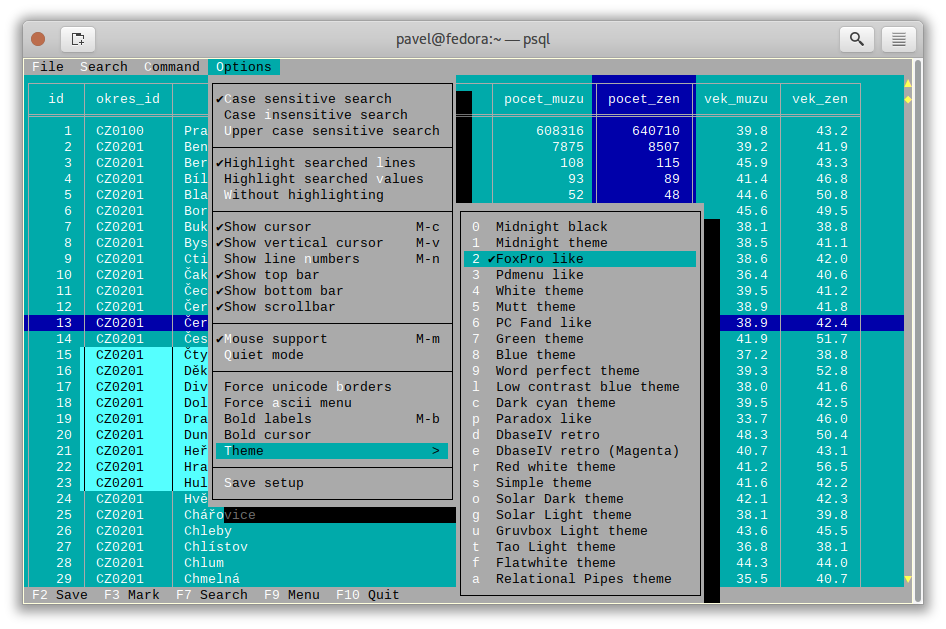 pavel@fedora:~ — psql
File Search Command Options
id okres_id pocet_muzu pocet_zen vek_muzu vek_zen
✔Case sensitive search
Case insensitive search
1 CZ0100 Pra Upper case sensitive search 608316 640710 39.8 43.2
2 CZ0201 Ben 7875 8507 39.2 41.9
3 CZ0201 Ber ✔Highlight searched lines 108 115 45.9 43.3
4 CZ0201 Bíl Highlight searched values 93 89 41.4 46.8
5 CZ0201 Bla Without highlighting 52 48 44.6 50.8
6 CZ0201 Bor 45.6 49.5
7 CZ0201 Buk ✔Show cursor M-c 0 Midnight black 38.1 38.8
8 CZ0201 Bys ✔Show vertical cursor M-v 1 Midnight theme 38.5 41.1
9 CZ0201 Cti Show line numbers M-n 2 ✔FoxPro like 38.6 42.0
10 CZ0201 Čak ✔Show top bar 3 Pdmenu like 36.4 40.6
11 CZ0201 Čec ✔Show bottom bar 4 White theme 39.5 41.2
12 CZ0201 Čer ✔Show scrollbar 5 Mutt theme 38.9 41.8
13 CZ0201 Čer 6 PC Fand like 38.9 42.4
14 CZ0201 Čes ✔Mouse support M-m 7 Green theme 41.9 51.7
15 CZ0201 Čty Quiet mode 8 Blue theme 37.2 38.8
16 CZ0201 Děk 9 Word perfect theme 39.3 52.8
17 CZ0201 Div Force unicode borders l Low contrast blue theme 38.0 41.6
18 CZ0201 Dol Force ascii menu c Dark cyan theme 39.5 42.5
19 CZ0201 Dra Bold labels M-b p Paradox like 33.7 46.0
20 CZ0201 Dun Bold cursor d DbaseIV retro 48.3 50.4
21 CZ0201 Heř Theme > e DbaseIV retro (Magenta) 40.7 43.1
22 CZ0201 Hra r Red white theme 41.2 56.5
23 CZ0201 Hul Save setup s Simple theme 41.6 42.2
24 CZ0201 Hvě o Solar Dark theme 42.1 42.3
25 CZ0201 Chářovice g Solar Light theme 38.1 39.8
26 CZ0201 Chleby u Gruvbox Light theme 43.6 45.5
27 CZ0201 Chlístov t Tao Light theme 36.8 38.1
28 CZ0201 Chlum f Flatwhite theme 44.3 44.0
29 CZ0201 Chmelná a Relational Pipes theme 35.5 40.7
F2 Save F3 Mark F7 Search F9 Menu F10 Quit